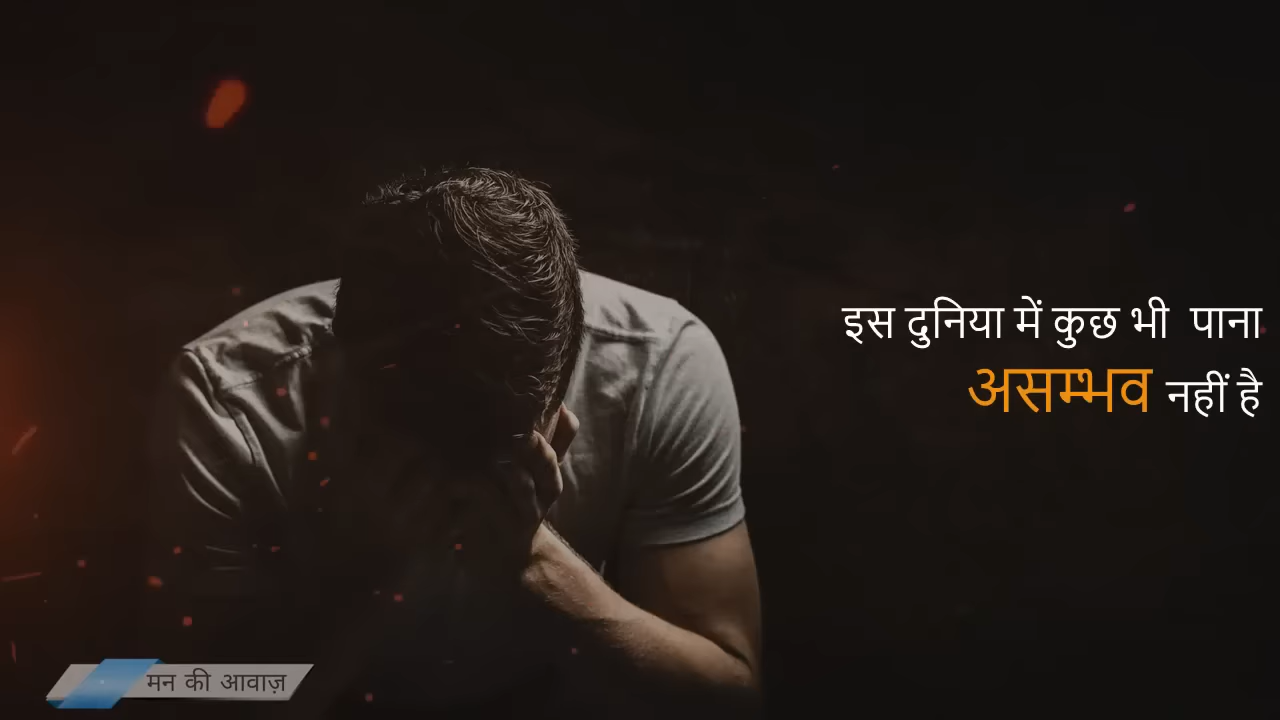 इस दुनिया में कुछ भी पाना
असम्भव नहीं है
मन की आवाज़